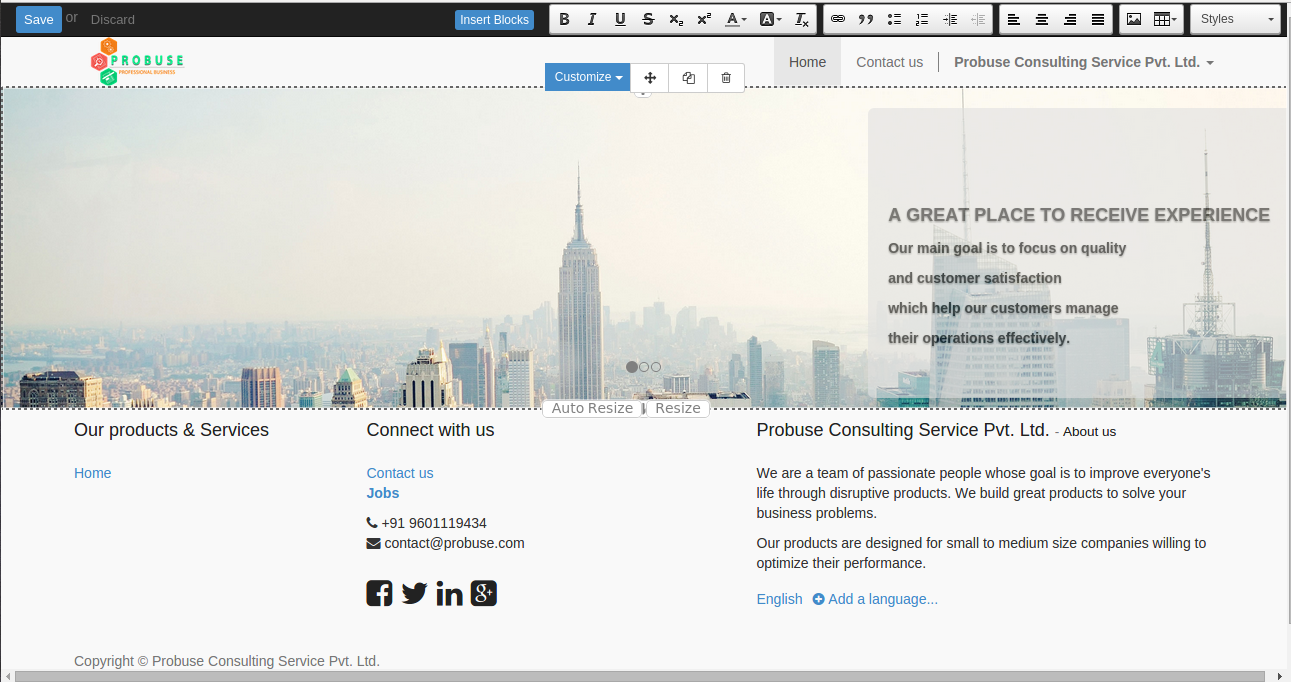 Save or Discard Insert Blocks B I U S x₂ x² A A Tx Styles
PROBUSE
PROFESSIONAL BUSINESS
Home Contact us Probuse Consulting Service Pvt. Ltd.
Customize
A GREAT PLACE TO RECEIVE EXPERIENCE
Our main goal is to focus on quality
and customer satisfaction
which help our customers manage
their operations effectively.
Auto Resize Resize
Our products & Services
Home
Connect with us
Contact us
Jobs
+91 9601119434
contact@probuse.com
Probuse Consulting Service Pvt. Ltd. - About us
We are a team of passionate people whose goal is to improve everyone's
life through disruptive products. We build great products to solve your
business problems.
Our products are designed for small to medium size companies willing to
optimize their performance.
English Add a language...
Copyright © Probuse Consulting Service Pvt. Ltd.